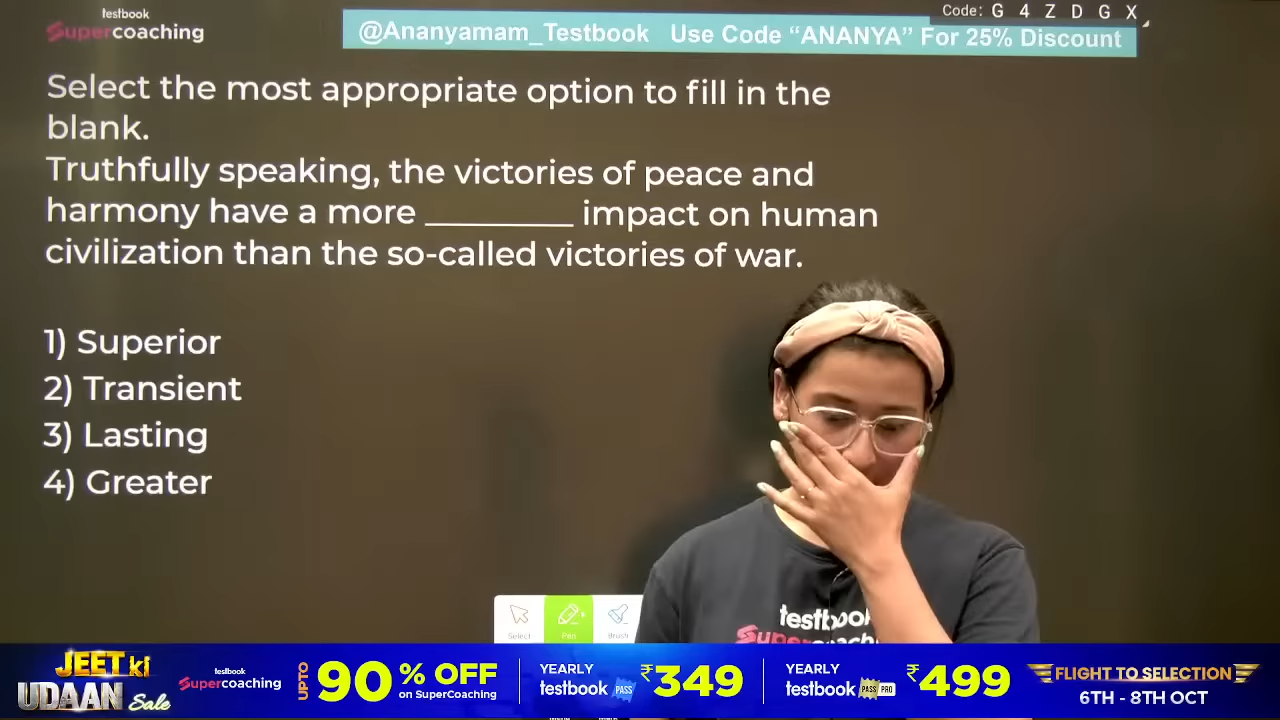 testbook
Supercoaching
@Ananyamam_Testbook Use Code “ANANYA” For 25% Discount
Code: G 4 Z D G X
Select the most appropriate option to fill in the
blank.
Truthfully speaking, the victories of peace and
harmony have a more ________ impact on human
civilization than the so-called victories of war.
1) Superior
2) Transient
3) Lasting
4) Greater
Select
Pen
Brush
testbook
JEET ki
UDAAN Sale
testbook
Supercoaching
UPTO 90% OFF
on SuperCoaching
YEARLY
testbook PASS
₹349
YEARLY
testbook PASS PRO
₹499
FLIGHT TO SELECTION
6TH - 8TH OCT